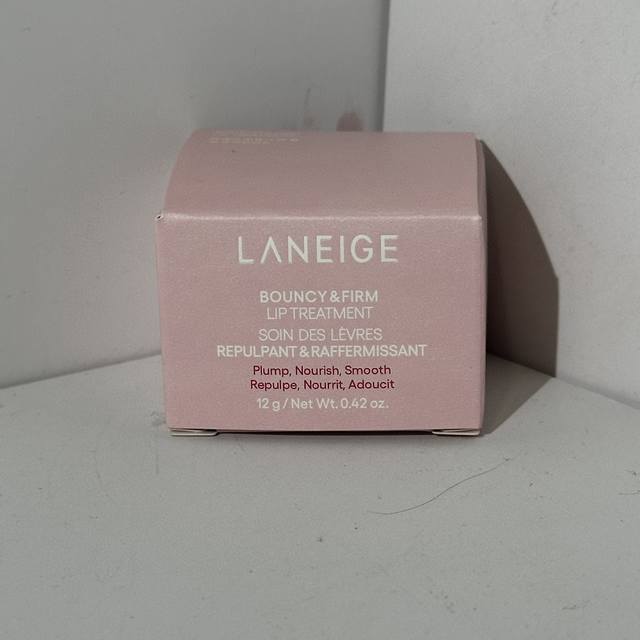 LANEIGE
BOUNCY & FIRM
LIP TREATMENT
SOIN DES LÈVRES
REPULPANT & RAFFERMISSANT
Plump, Nourish, Smooth
Repulpe, Nourrit, Adoucit
12 g / Net Wt. 0.42 oz.